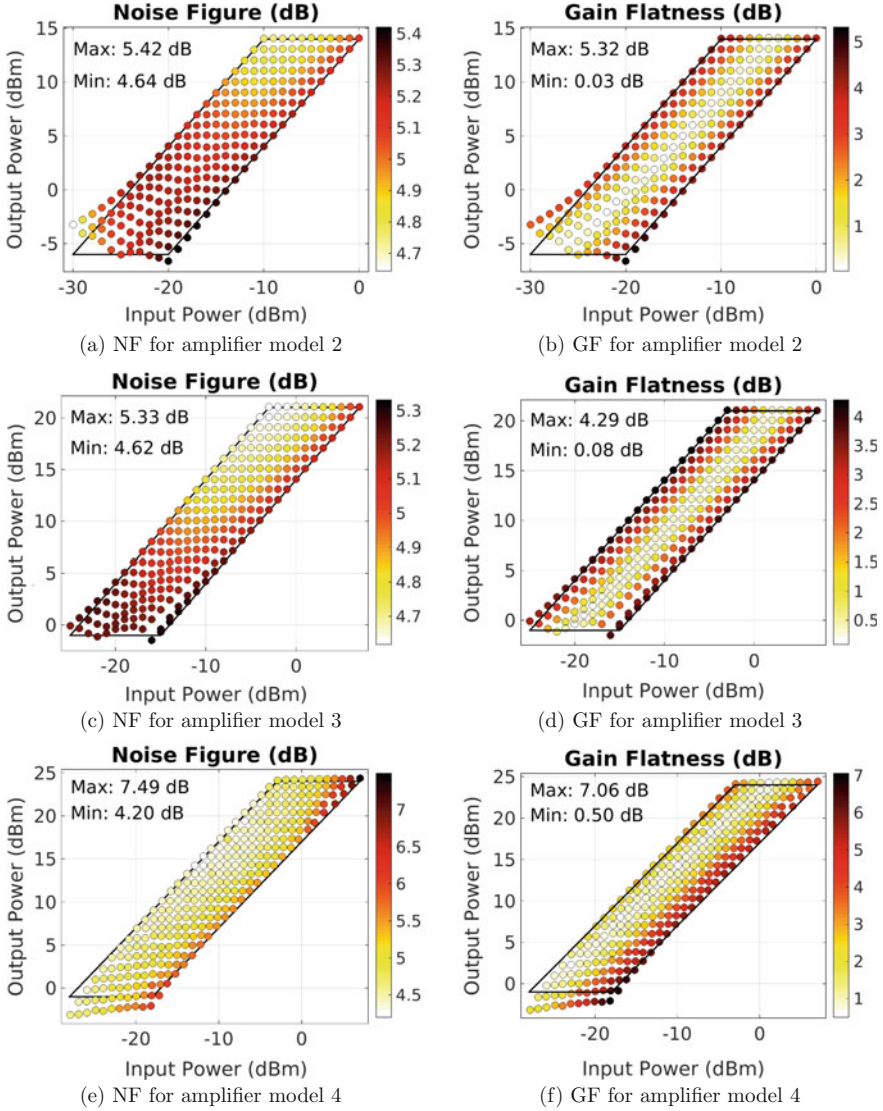 Noise Figure (dB)
Max: 5.42 dB
Min: 4.64 dB
Output Power (dBm)
15
10
5
0
-5
-30 -20 -10 0
Input Power (dBm)
5.4
5.3
5.2
5.1
5
4.9
4.8
4.7
(a) NF for amplifier model 2
Gain Flatness (dB)
Max: 5.32 dB
Min: 0.03 dB
Output Power (dBm)
15
10
5
0
-5
-30 -20 -10 0
Input Power (dBm)
5
4
3
2
1
(b) GF for amplifier model 2
Noise Figure (dB)
Max: 5.33 dB
Min: 4.62 dB
Output Power (dBm)
20
15
10
5
0
-20 -10 0
Input Power (dBm)
5.3
5.2
5.1
5
4.9
4.8
4.7
(c) NF for amplifier model 3
Gain Flatness (dB)
Max: 4.29 dB
Min: 0.08 dB
Output Power (dBm)
20
15
10
5
0
-20 -10 0
Input Power (dBm)
4
3.5
3
2.5
2
1.5
1
0.5
(d) GF for amplifier model 3
Noise Figure (dB)
Max: 7.49 dB
Min: 4.20 dB
Output Power (dBm)
25
20
15
10
5
0
-20 -10 0
Input Power (dBm)
7
6.5
6
5.5
5
4.5
(e) NF for amplifier model 4
Gain Flatness (dB)
Max: 7.06 dB
Min: 0.50 dB
Output Power (dBm)
25
20
15
10
5
0
-20 -10 0
Input Power (dBm)
7
6
5
4
3
2
1
(f) GF for amplifier model 4